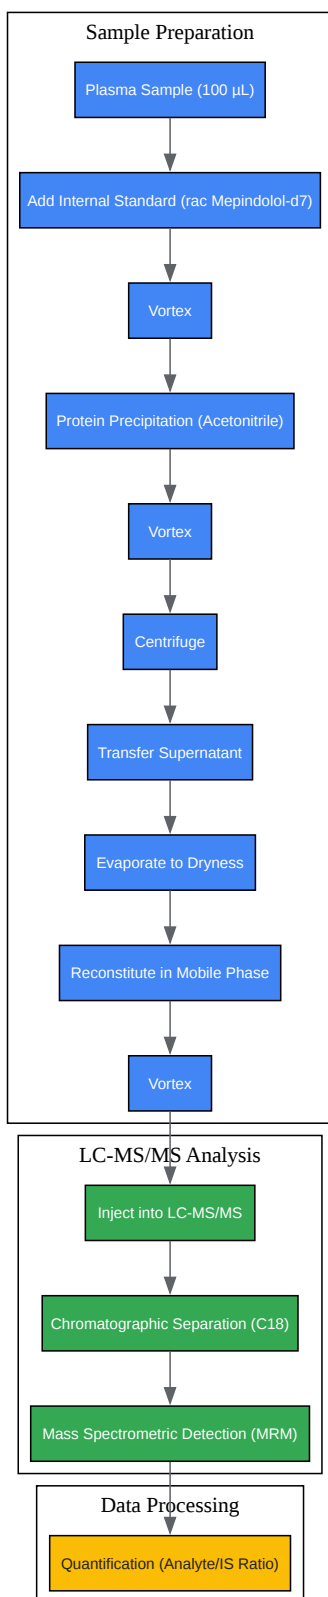 Sample Preparation
Plasma Sample (100 µL)
Add Internal Standard (rac Mepindolol-d7)
Vortex
Protein Precipitation (Acetonitrile)
Vortex
Centrifuge
Transfer Supernatant
Evaporate to Dryness
Reconstitute in Mobile Phase
Vortex
LC-MS/MS Analysis
Inject into LC-MS/MS
Chromatographic Separation (C18)
Mass Spectrometric Detection (MRM)
Data Processing
Quantification (Analyte/IS Ratio)